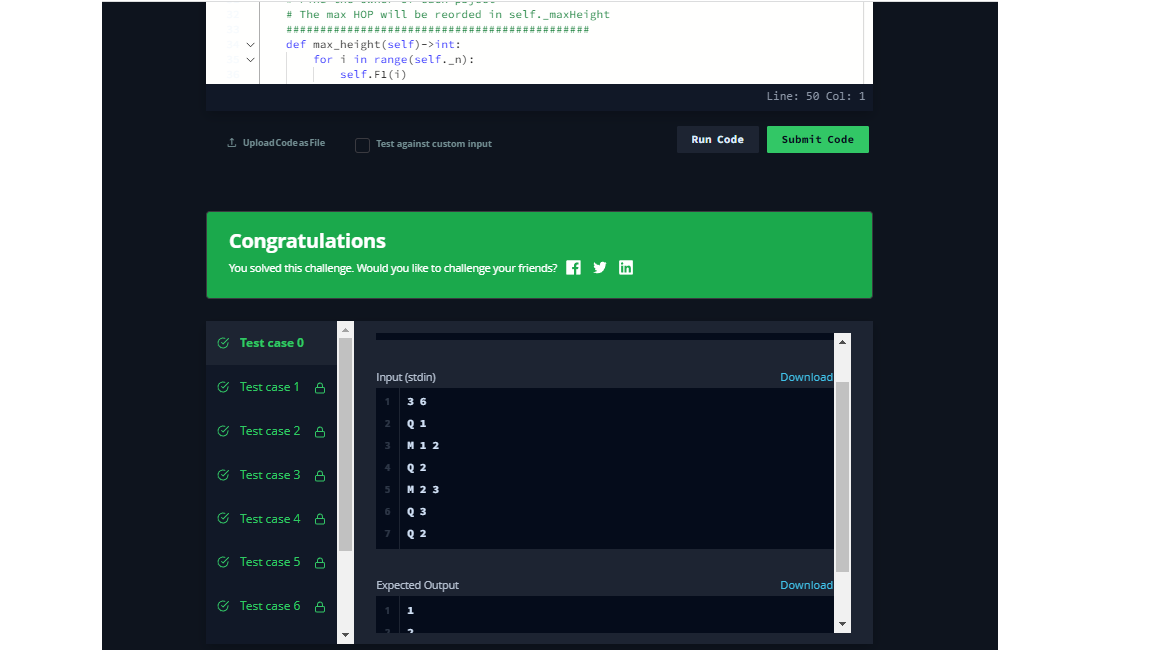 # The max HOP will be reorded in self._maxHeight
#############################################
def max_height(self)->int:
for i in range(self._n):
self.F1(i)
Line: 50 Col: 1
Upload Code as File
Test against custom input
Run Code
Submit Code
Congratulations
You solved this challenge. Would you like to challenge your friends?
Test case 0
Test case 1
Test case 2
Test case 3
Test case 4
Test case 5
Test case 6
Input (stdin)
Download
1 3 6
2 Q 1
3 M 1 2
4 Q 2
5 M 2 3
6 Q 3
7 Q 2
Expected Output
Download
1 1
2 2